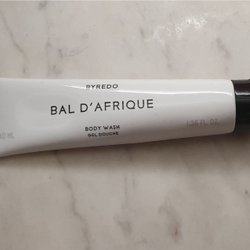 BYREDO
BAL D'AFRIQUE
BODY WASH
GEL DOUCHE
1.35 FL. OZ.